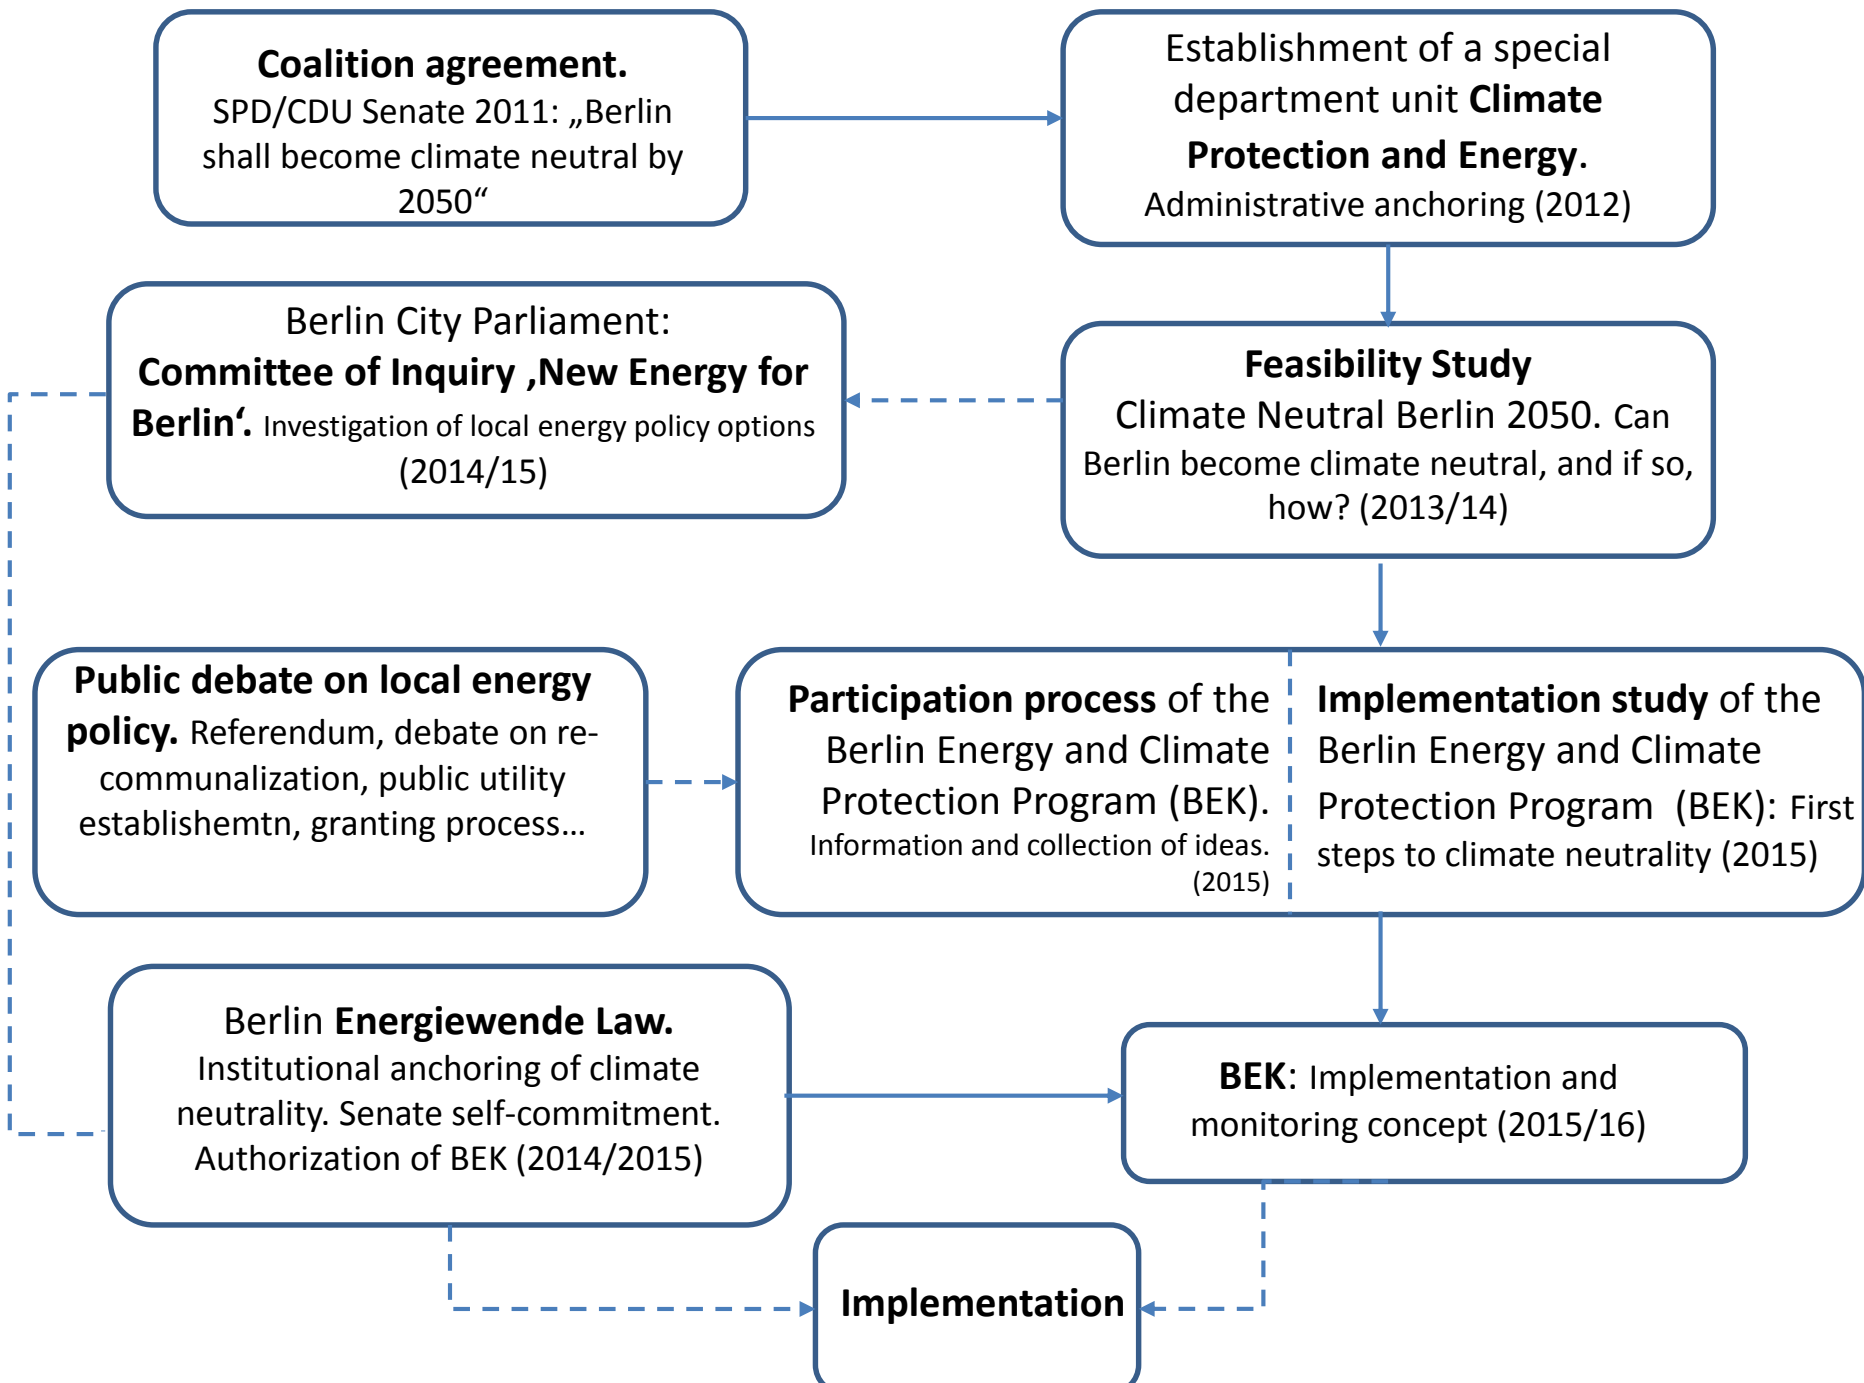 Coalition agreement.
SPD/CDU Senate 2011: „Berlin
shall become climate neutral by
2050“
Establishment of a special
department unit Climate
Protection and Energy.
Administrative anchoring (2012)
Berlin City Parliament:
Committee of Inquiry ‚New Energy for
Berlin‘. Investigation of local energy policy options
(2014/15)
Feasibility Study
Climate Neutral Berlin 2050. Can
Berlin become climate neutral, and if so,
how? (2013/14)
Public debate on local energy
policy. Referendum, debate on re-
communalization, public utility
establishemtn, granting process…
Participation process of the
Berlin Energy and Climate
Protection Program (BEK).
Information and collection of ideas.
(2015)
Implementation study of the
Berlin Energy and Climate
Protection Program (BEK): First
steps to climate neutrality (2015)
Berlin Energiewende Law.
Institutional anchoring of climate
neutrality. Senate self-commitment.
Authorization of BEK (2014/2015)
BEK: Implementation and
monitoring concept (2015/16)
Implementation